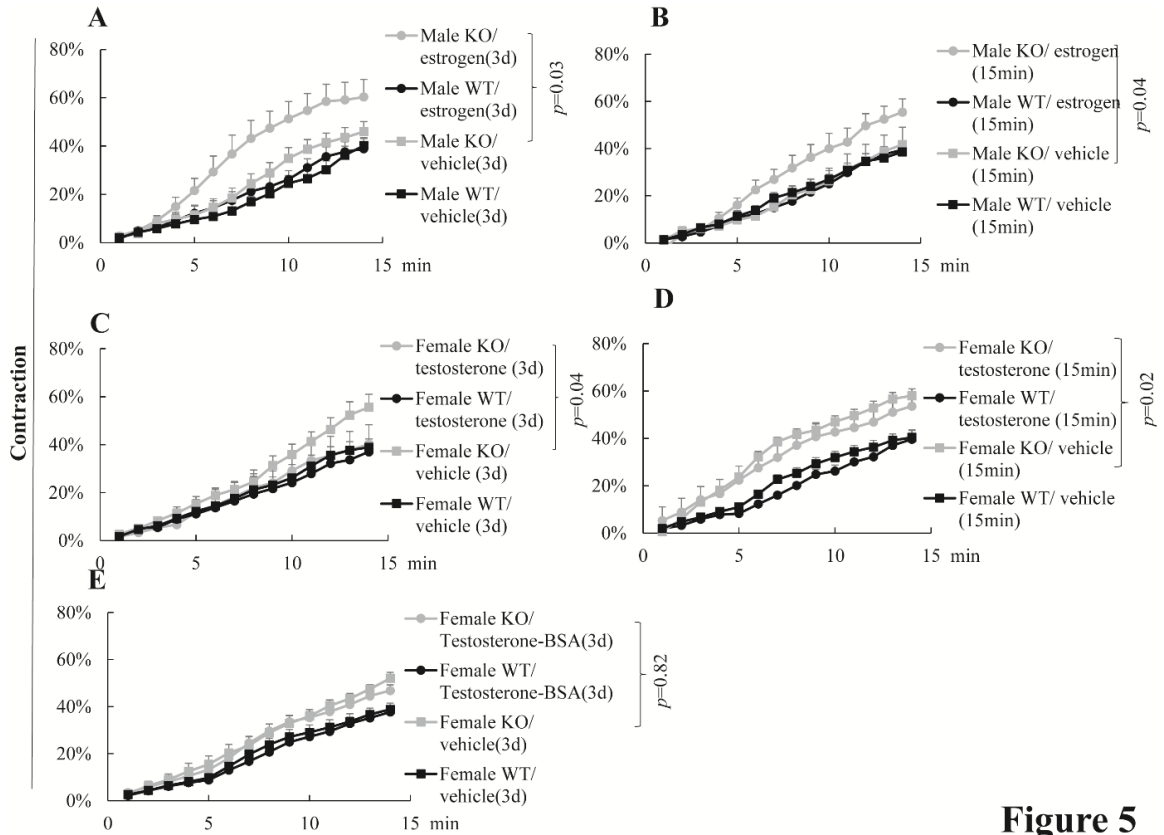 A
80%
60%
40%
20%
0%
0
5
10
15
min
Male KO/
estrogen(3d)
Male WT/
estrogen(3d)
Male KO/
vehicle(3d)
Male WT/
vehicle(3d)
p=0.03
B
80%
60%
40%
20%
0%
0
5
10
15
min
Male KO/ estrogen
(15min)
Male WT/ estrogen
(15min)
Male KO/ vehicle
(15min)
Male WT/ vehicle
(15min)
p=0.04
Contraction
C
80%
60%
40%
20%
0%
0
5
10
15
min
Female KO/
testosterone (3d)
Female WT/
testosterone (3d)
Female KO/
vehicle (3d)
Female WT/
vehicle (3d)
p=0.04
D
80%
60%
40%
20%
0%
0
5
10
15
min
Female KO/
testosterone (15min)
Female WT/
testosterone (15min)
Female KO/ vehicle
(15min)
Female WT/ vehicle
(15min)
p=0.02
E
80%
60%
40%
20%
0%
0
5
10
15
min
Female KO/
Testosterone-BSA(3d)
Female WT/
Testosterone-BSA(3d)
Female KO/
vehicle(3d)
Female WT/
vehicle(3d)
p=0.82
Figure 5